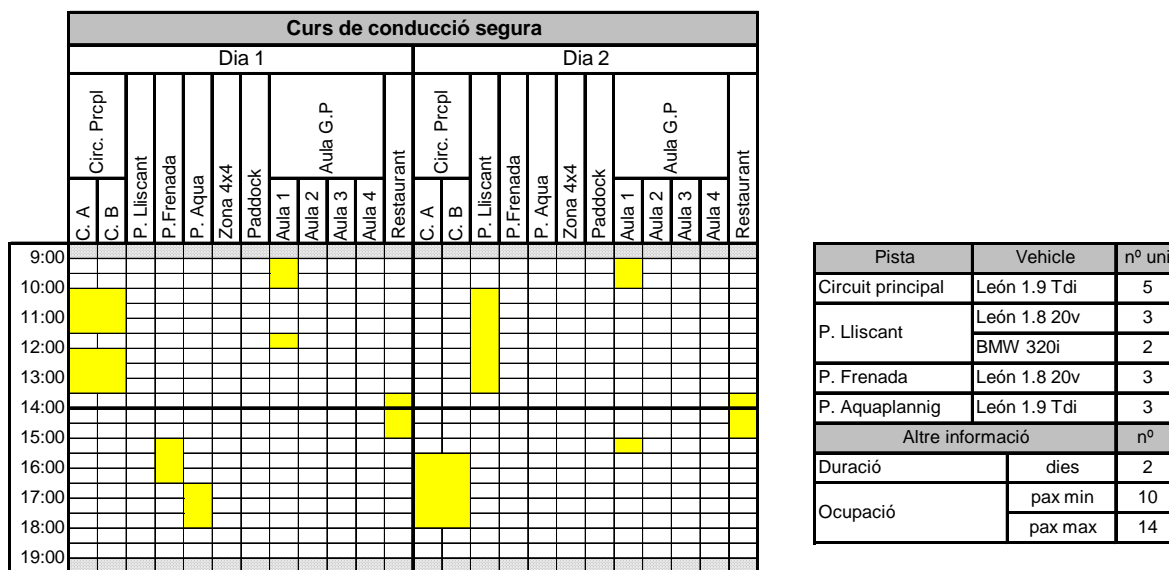 Curs de conducció segura
Dia 1 Dia 2
Circ. Prcpl P. Lliscant P.Frenada P. Aqua Zona 4x4 Paddock Aula G.P Restaurant Circ. Prcpl P. Lliscant P.Frenada P. Aqua Zona 4x4 Paddock Aula G.P Restaurant
C. A C. B Aula 1 Aula 2 Aula 3 Aula 4 C. A C. B Aula 1 Aula 2 Aula 3 Aula 4
9:00
10:00
11:00
12:00
13:00
14:00
15:00
16:00
17:00
18:00
19:00
Pista Vehicle nº uni
Circuit principal León 1.9 Tdi 5
P. Lliscant León 1.8 20v 3
BMW 320i 2
P. Frenada León 1.8 20v 3
P. Aquaplannig León 1.9 Tdi 3
Altre informació nº
Duració dies 2
Ocupació pax min 10
pax max 14